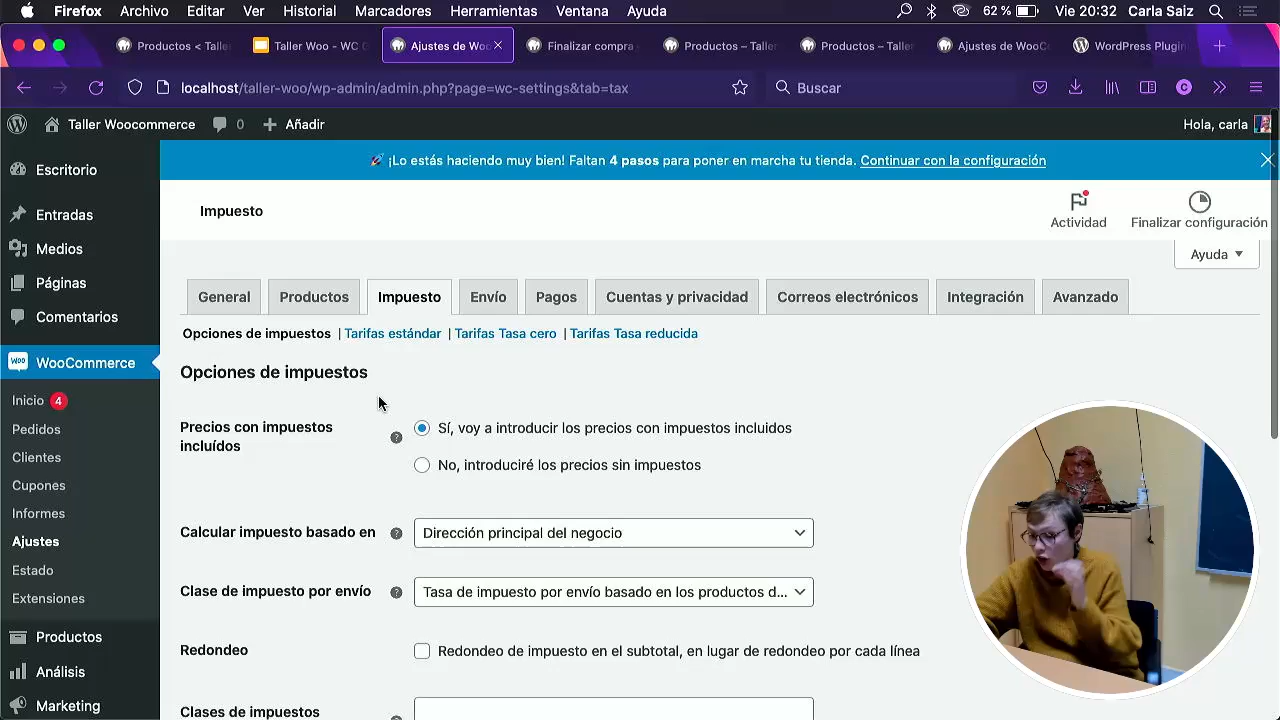 Firefox Archivo Editar Ver Historial Marcadores Herramientas Ventana Ayuda 62 % Vie 20:32 Carla Saiz
Productos < Taller Taller Woo - WC Ajustes de Woo Finalizar compra Productos – Taller Productos – Taller Ajustes de WooC WordPress Plugin
localhost/taller-woo/wp-admin/admin.php?page=wc-settings&tab=tax Buscar
Taller Woocommerce 0 Añadir Hola, carla
¡Lo estás haciendo muy bien! Faltan 4 pasos para poner en marcha tu tienda. Continuar con la configuración
Escritorio
Entradas
Medios
Páginas
Comentarios
WooCommerce
Inicio 4
Pedidos
Clientes
Cupones
Informes
Ajustes
Estado
Extensiones
Productos
Análisis
Marketing
Impuesto
Actividad Finalizar configuración
Ayuda
General Productos Impuesto Envío Pagos Cuentas y privacidad Correos electrónicos Integración Avanzado
Opciones de impuestos | Tarifas estándar | Tarifas Tasa cero | Tarifas Tasa reducida
Opciones de impuestos
Precios con impuestos
incluídos
Sí, voy a introducir los precios con impuestos incluidos
No, introduciré los precios sin impuestos
Calcular impuesto basado en Dirección principal del negocio
Clase de impuesto por envío Tasa de impuesto por envío basado en los productos d...
Redondeo Redondeo de impuesto en el subtotal, en lugar de redondeo por cada línea
Clases de impuestos